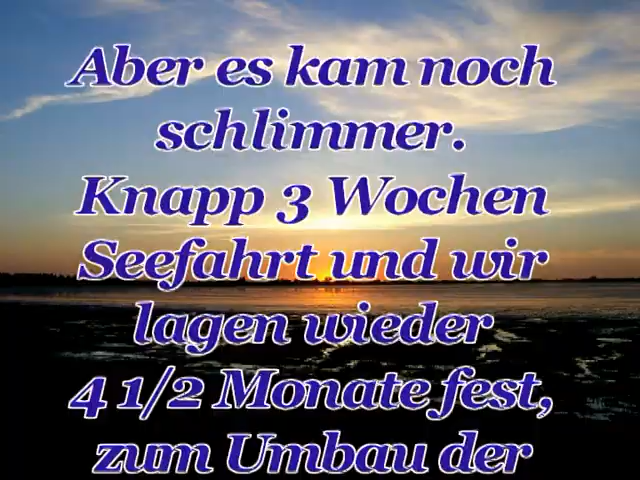 Aber es kam noch
schlimmer.
Knapp 3 Wochen
Seefahrt und wir
lagen wieder
4 1/2 Monate fest,
zum Umbau der